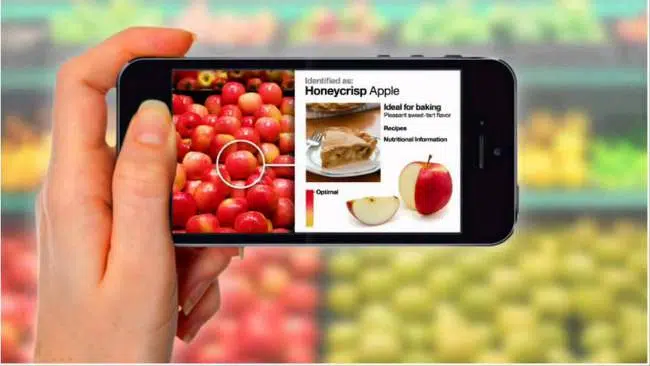 Identified as:
Honeycrisp Apple
Ideal for baking
Pleasant sweet-tart flavor
Recipes
Nutritional Information
Optimal